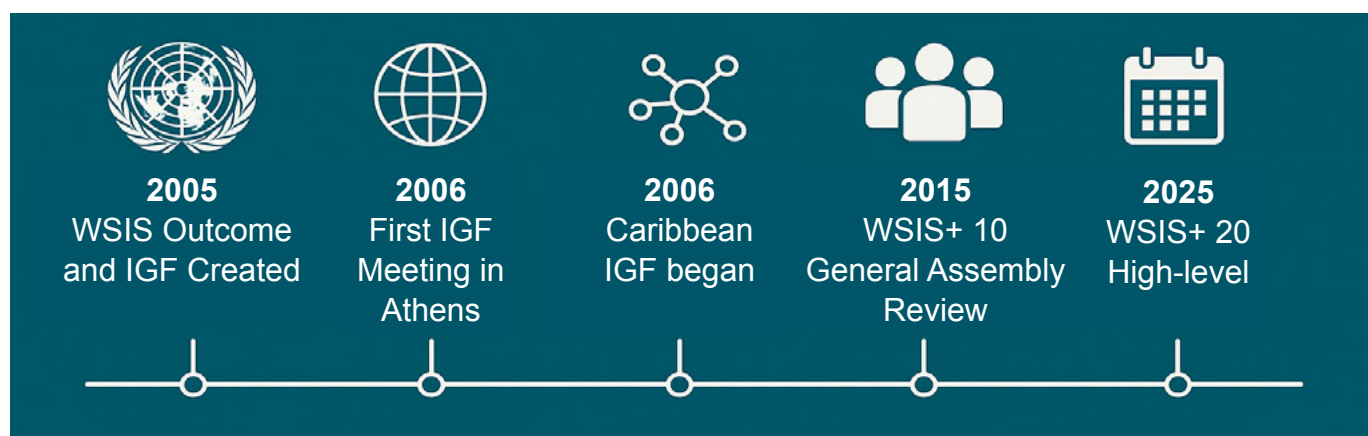 2005
WSIS Outcome
and IGF Created
2006
First IGF
Meeting in
Athens
2006
Caribbean
IGF began
2015
WSIS+ 10
General Assembly
Review
2025
WSIS+ 20
High-level